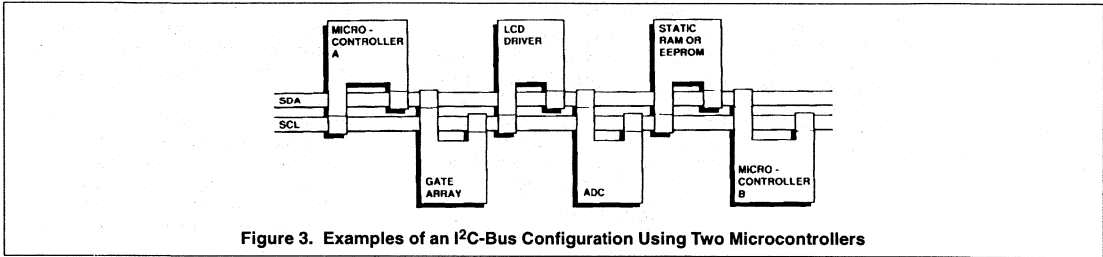 MICRO -
CONTROLLER
A
LCD
DRIVER
STATIC
RAM OR
EEPROM
SDA
SCL
GATE
ARRAY
ADC
MICRO -
CONTROLLER
B
Figure 3. Examples of an I²C-Bus Configuration Using Two Microcontrollers